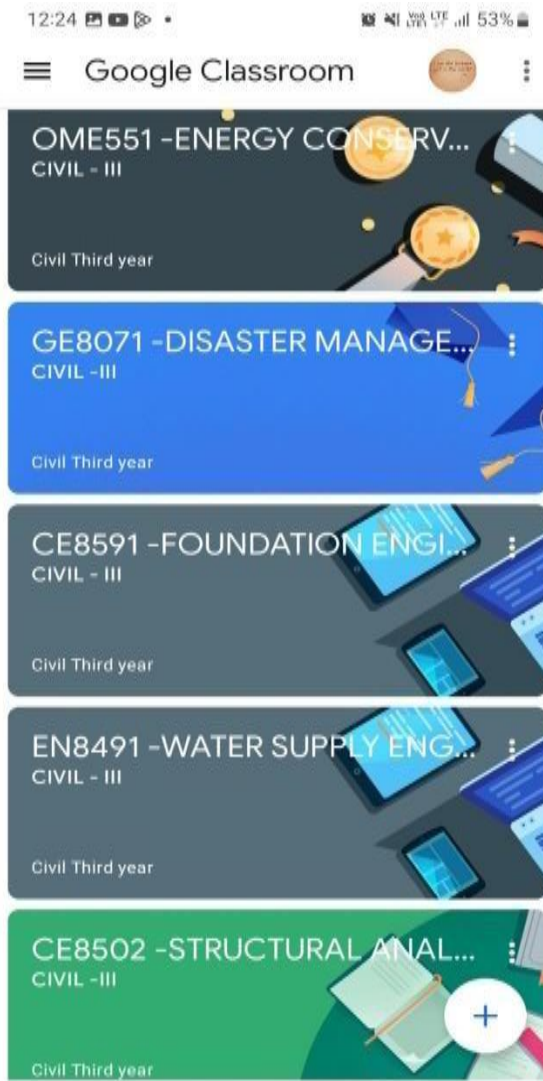 12:24 53%
Google Classroom
OME551 -ENERGY CONSERV...
CIVIL - III
Civil Third year
GE8071 -DISASTER MANAGE...
CIVIL -III
Civil Third year
CE8591 -FOUNDATION ENGI...
CIVIL - III
Civil Third year
EN8491 -WATER SUPPLY ENG...
CIVIL - III
Civil Third year
CE8502 -STRUCTURAL ANAL...
CIVIL -III
Civil Third year